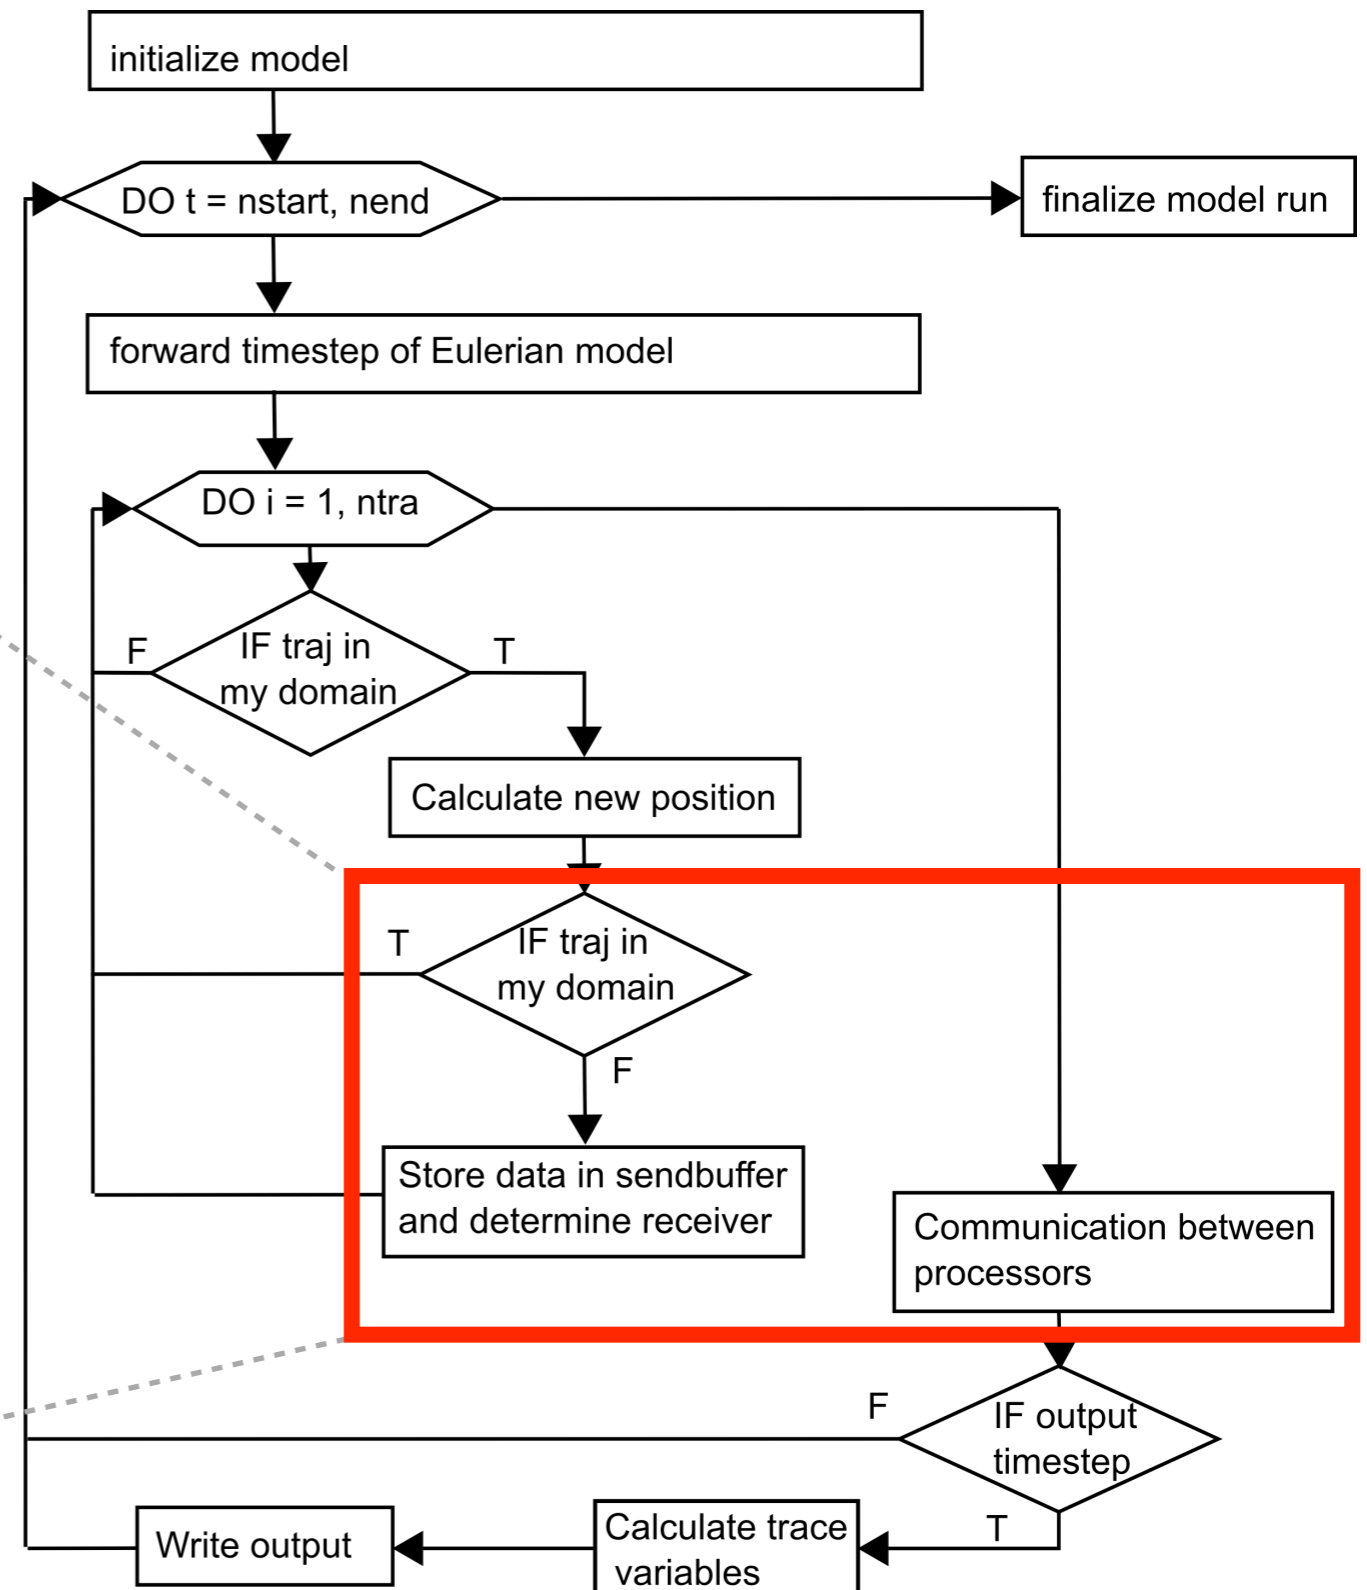 initialize model
DO t = nstart, nend
finalize model run
forward timestep of Eulerian model
DO i = 1, ntra
F
IF traj in
my domain
T
Calculate new position
T
IF traj in
my domain
F
Store data in sendbuffer
and determine receiver
Communication between
processors
F
IF output
timestep
T
Calculate trace
variables
Write output